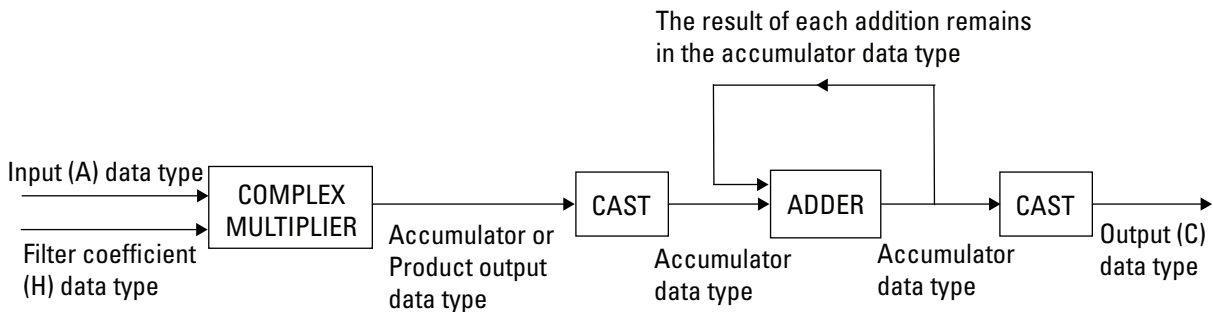 The result of each addition remains
in the accumulator data type
Input (A) data type
COMPLEX
MULTIPLIER
Filter coefficient
(H) data type
Accumulator or
Product output
data type
CAST
Accumulator
data type
ADDER
Accumulator
data type
CAST
Output (C)
data type